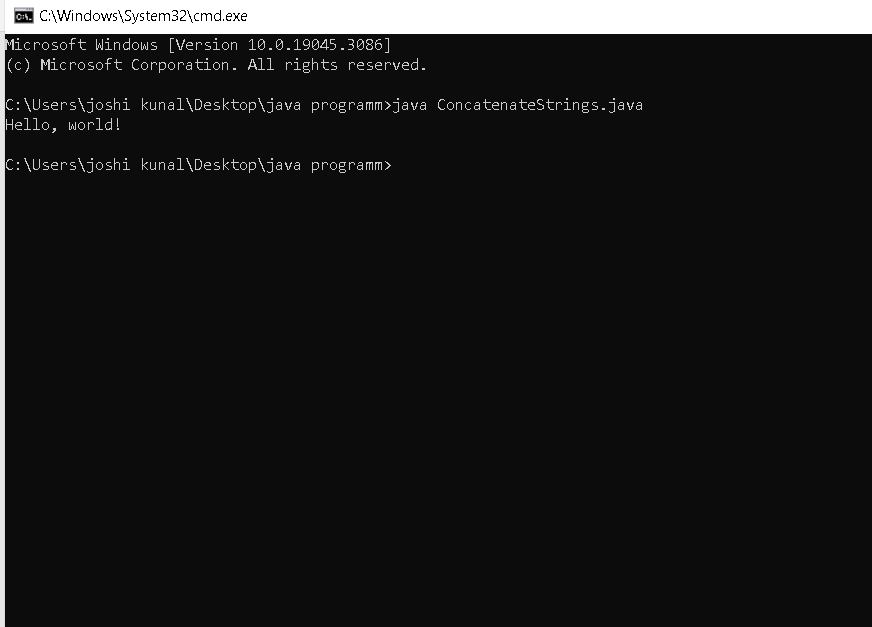 C:\Windows\System32\cmd.exe
Microsoft Windows [Version 10.0.19045.3086]
(c) Microsoft Corporation. All rights reserved.
C:\Users\joshi kunal\Desktop\java programm>java ConcatenateStrings.java
Hello, world!
C:\Users\joshi kunal\Desktop\java programm>